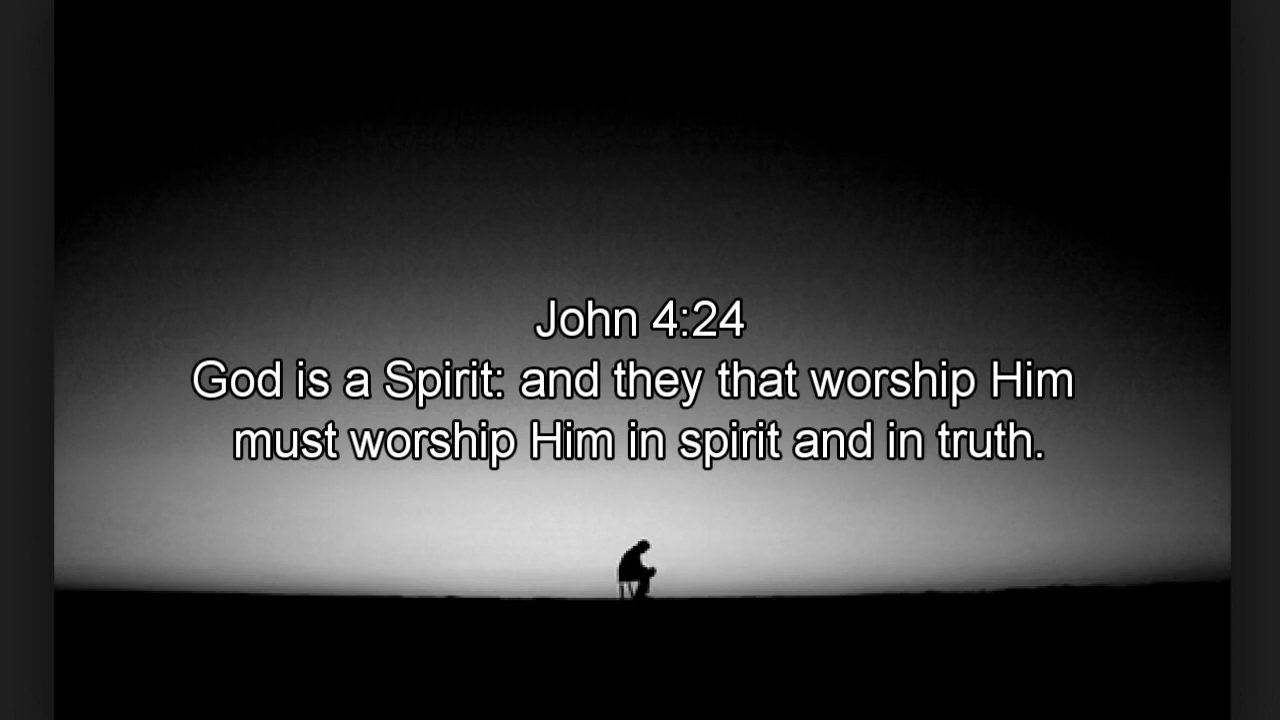 John 4:24
God is a Spirit: and they that worship Him
must worship Him in spirit and in truth.